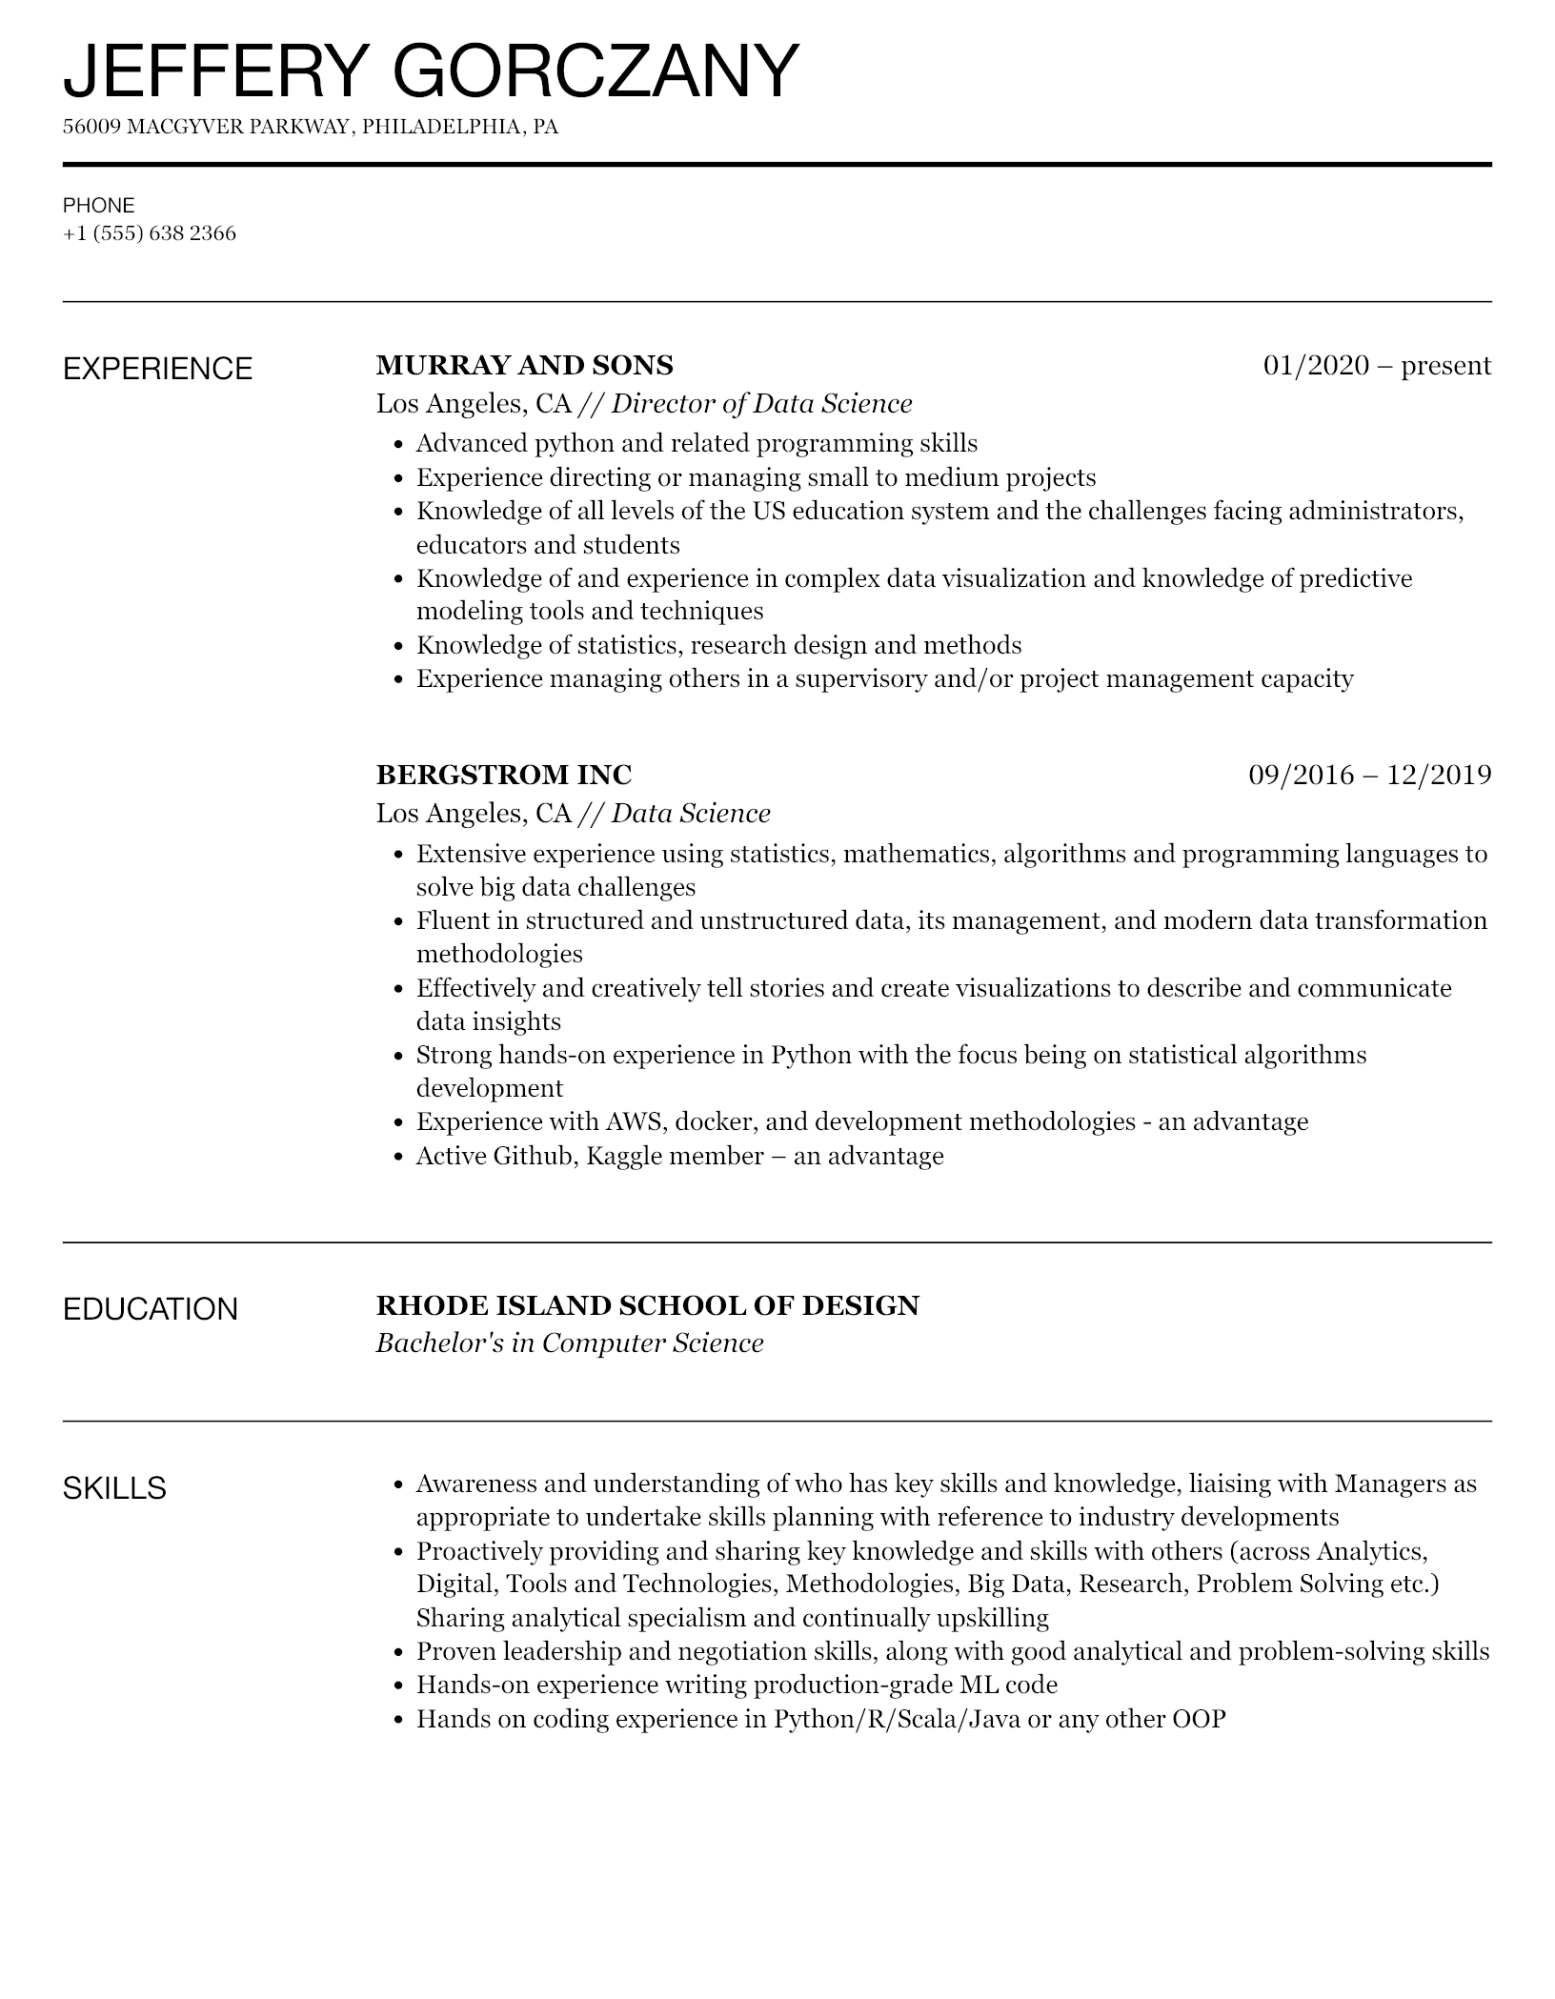 JEFFERY GORCZANY
56009 MACGYVER PARKWAY, PHILADELPHIA, PA
PHONE
+1 (555) 638 2366
EXPERIENCE
MURRAY AND SONS 01/2020 – present
Los Angeles, CA // Director of Data Science
• Advanced python and related programming skills
• Experience directing or managing small to medium projects
• Knowledge of all levels of the US education system and the challenges facing administrators,
educators and students
• Knowledge of and experience in complex data visualization and knowledge of predictive
modeling tools and techniques
• Knowledge of statistics, research design and methods
• Experience managing others in a supervisory and/or project management capacity
BERGSTROM INC 09/2016 – 12/2019
Los Angeles, CA // Data Science
• Extensive experience using statistics, mathematics, algorithms and programming languages to
solve big data challenges
• Fluent in structured and unstructured data, its management, and modern data transformation
methodologies
• Effectively and creatively tell stories and create visualizations to describe and communicate
data insights
• Strong hands-on experience in Python with the focus being on statistical algorithms
development
• Experience with AWS, docker, and development methodologies - an advantage
• Active Github, Kaggle member – an advantage
EDUCATION
RHODE ISLAND SCHOOL OF DESIGN
Bachelor's in Computer Science
SKILLS
• Awareness and understanding of who has key skills and knowledge, liaising with Managers as
appropriate to undertake skills planning with reference to industry developments
• Proactively providing and sharing key knowledge and skills with others (across Analytics,
Digital, Tools and Technologies, Methodologies, Big Data, Research, Problem Solving etc.)
Sharing analytical specialism and continually upskilling
• Proven leadership and negotiation skills, along with good analytical and problem-solving skills
• Hands-on experience writing production-grade ML code
• Hands on coding experience in Python/R/Scala/Java or any other OOP